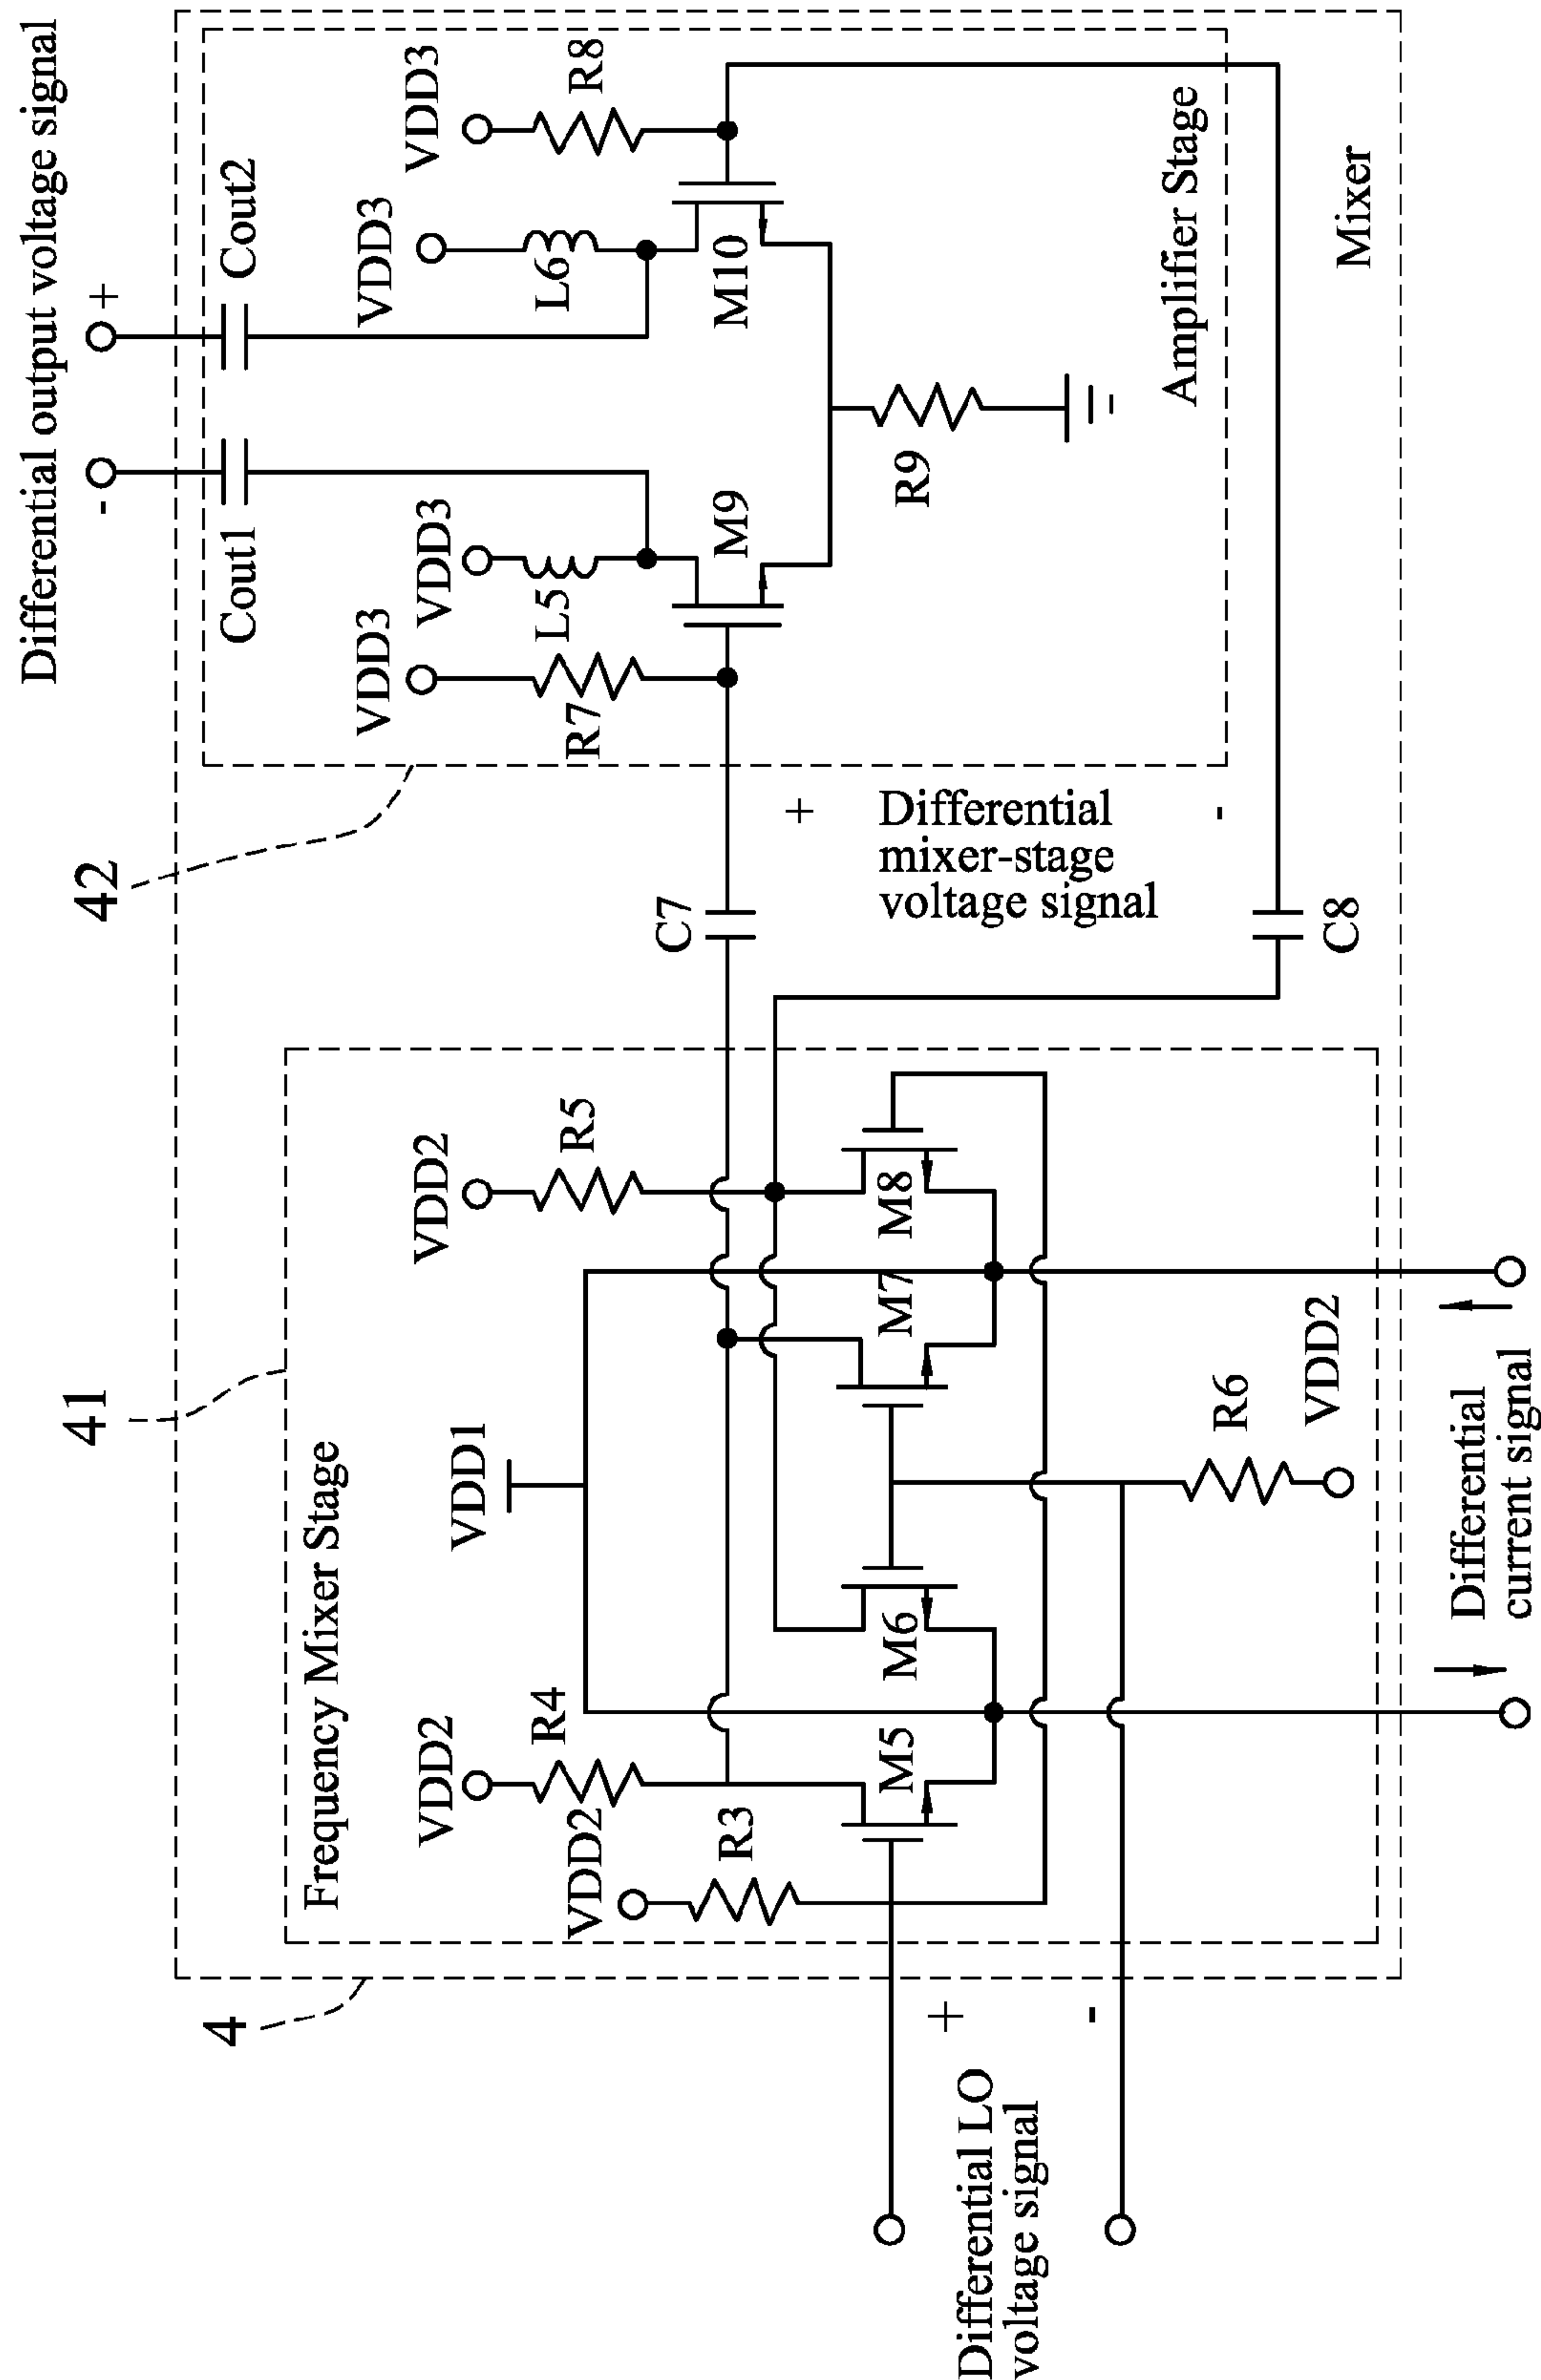 Differential output voltage signal
-
+
Cout1
Cout2
VDD3
VDD3
VDD3
VDD3
R7
L5
L6
R8
M9
M10
R9
Amplifier Stage
Mixer
42
C7
+
Differential
mixer-stage
voltage signal
-
C8
41
Frequency Mixer Stage
VDD1
VDD2
VDD2
VDD2
R3
R4
R5
M5
M6
M7
M8
R6
VDD2
4
+
-
Differential LO
voltage signal
Differential
current signal